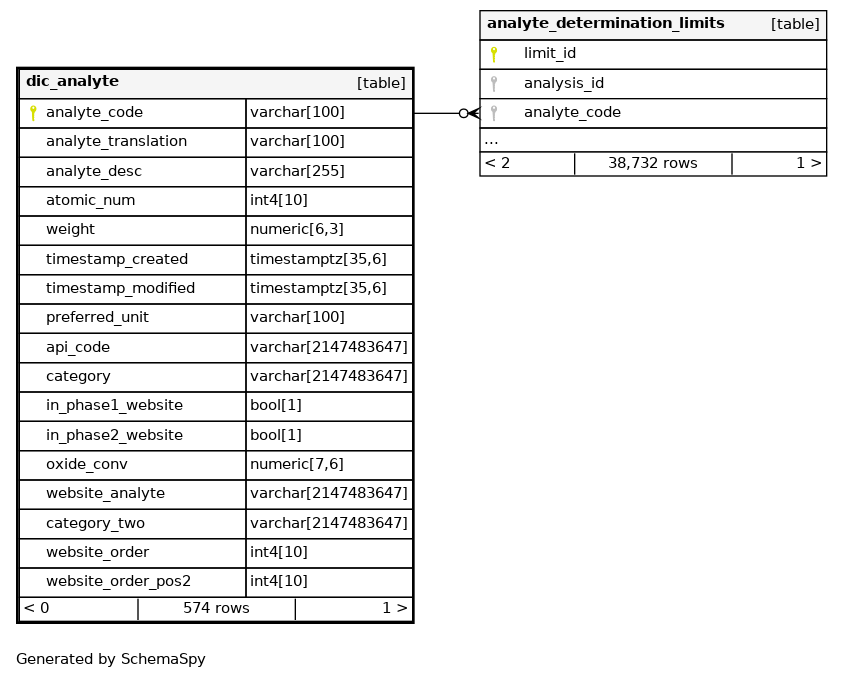 analyte_determination_limits [table]
limit_id
analysis_id
analyte_code
...
< 2 38,732 rows 1 >
dic_analyte [table]
analyte_code varchar[100]
analyte_translation varchar[100]
analyte_desc varchar[255]
atomic_num int4[10]
weight numeric[6,3]
timestamp_created timestamptz[35,6]
timestamp_modified timestamptz[35,6]
preferred_unit varchar[100]
api_code varchar[2147483647]
category varchar[2147483647]
in_phase1_website bool[1]
in_phase2_website bool[1]
oxide_conv numeric[7,6]
website_analyte varchar[2147483647]
category_two varchar[2147483647]
website_order int4[10]
website_order_pos2 int4[10]
< 0 574 rows 1 >
Generated by SchemaSpy